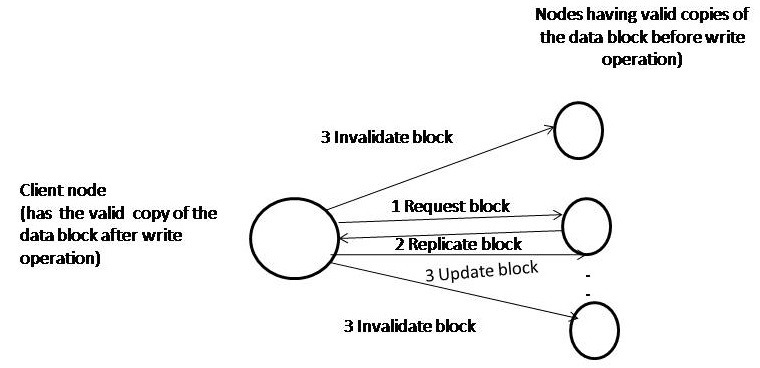 Nodes having valid copies of
the data block before write
operation)
3 Invalidate block
Client node
(has the valid copy of the
data block after write
operation)
1 Request block
2 Replicate block
3 Update block
3 Invalidate block